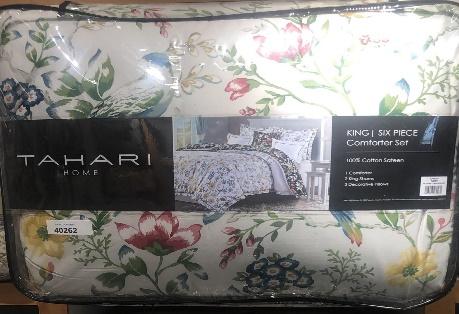 TAHARI
HOME
KING | SIX PIECE
Comforter Set
100% Cotton Sateen
1 Comforter
2 King Shams
3 Decorative Pillows
40262